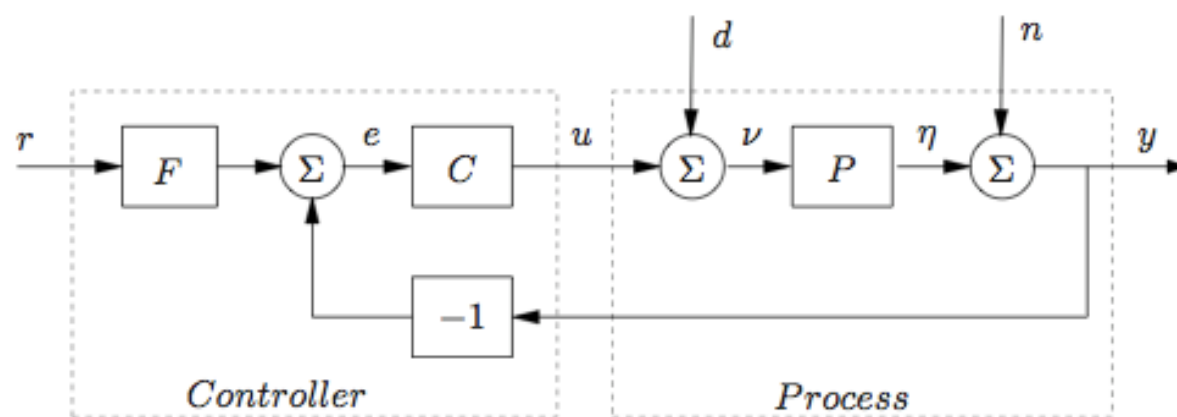 d n
r F Σ e C u Σ ν P η Σ y
−1
Controller Process